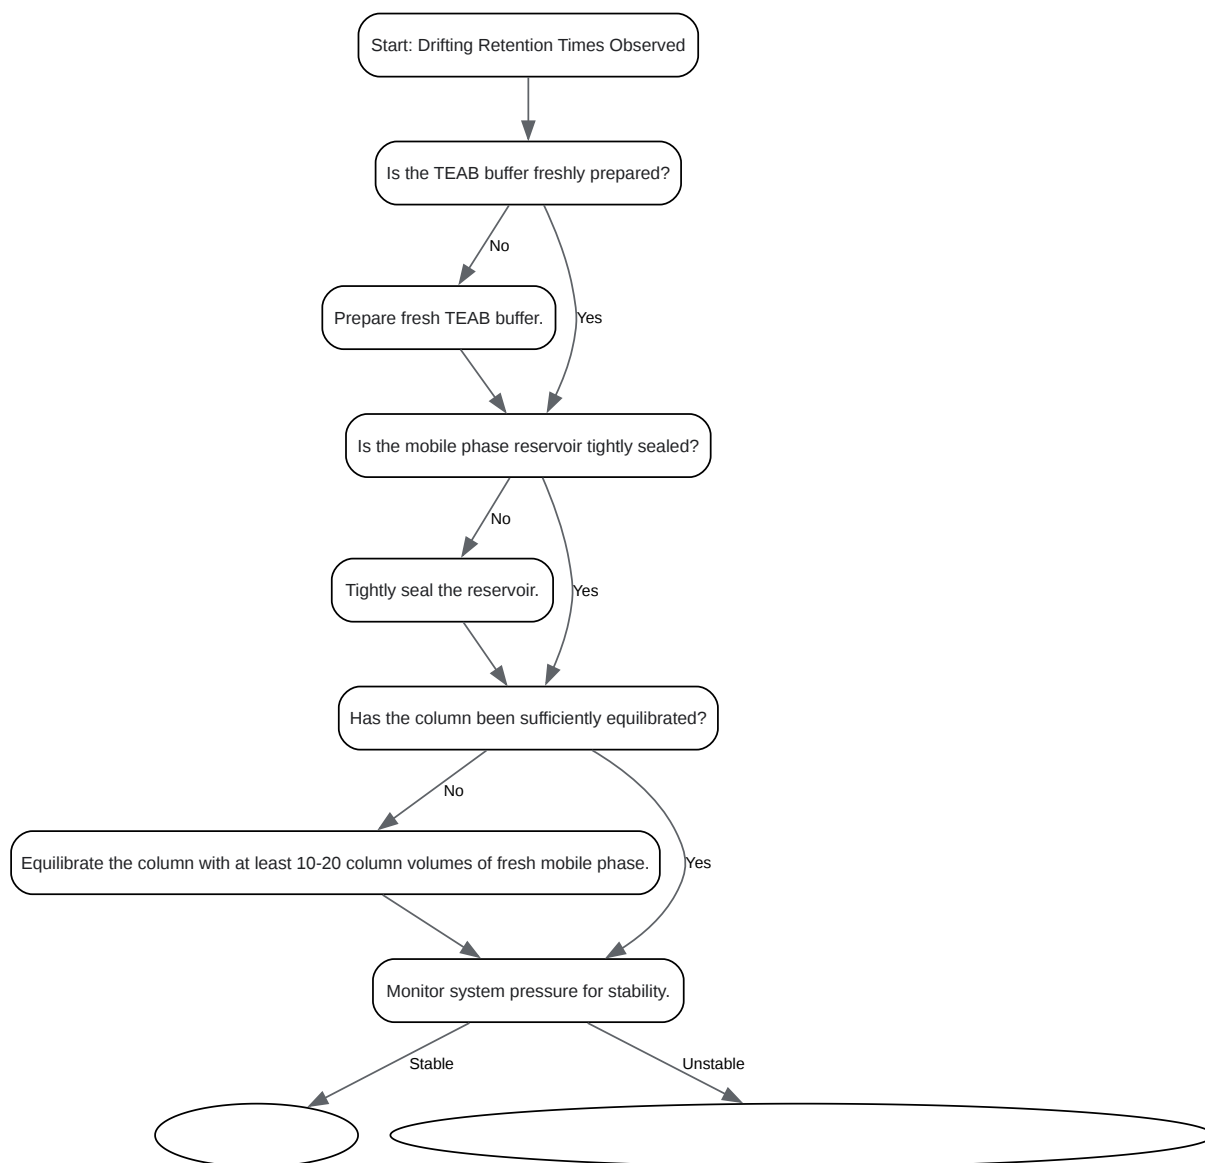 Start: Drifting Retention Times Observed
Is the TEAB buffer freshly prepared?
No
Prepare fresh TEAB buffer.
Yes
Is the mobile phase reservoir tightly sealed?
No
Tightly seal the reservoir.
Yes
Has the column been sufficiently equilibrated?
No
Equilibrate the column with at least 10-20 column volumes of fresh mobile phase.
Yes
Monitor system pressure for stability.
Stable
Unstable